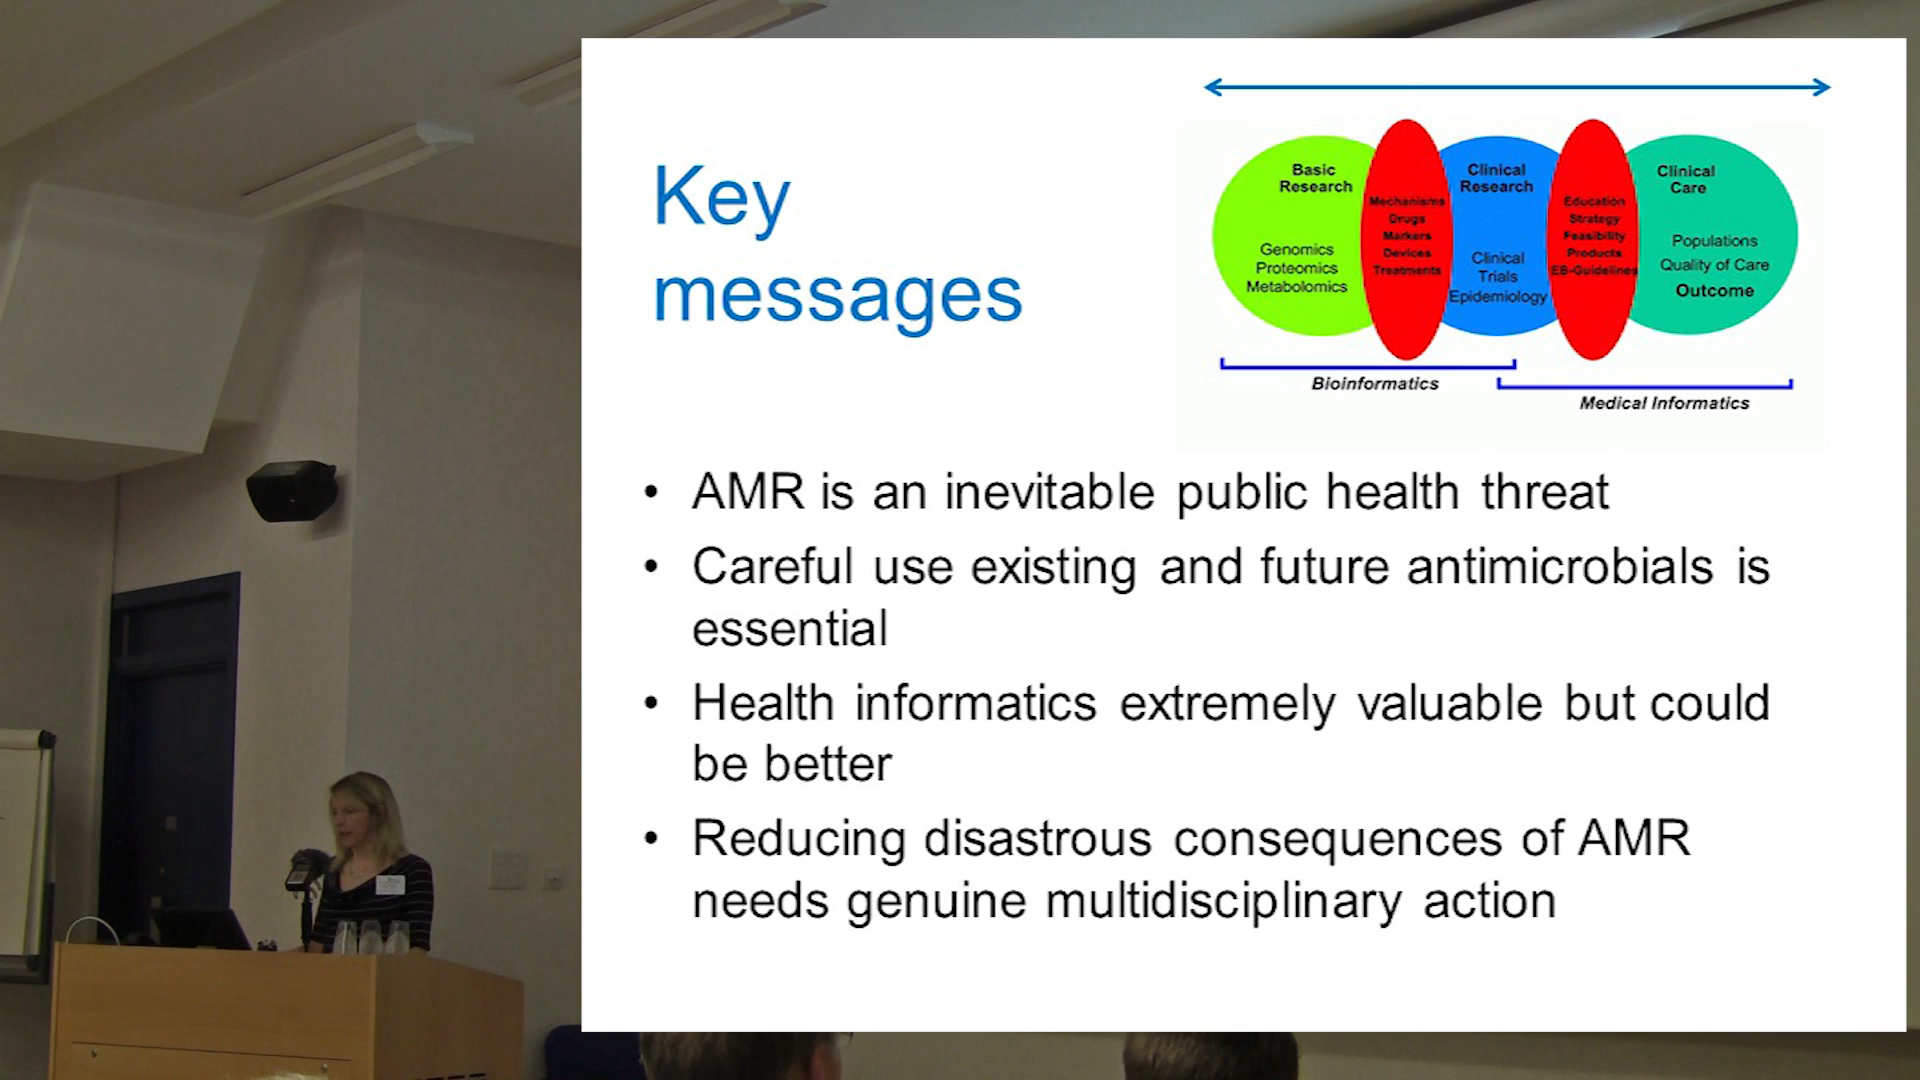 Key
messages
Basic
Research
Genomics
Proteomics
Metabolomics
Mechanisms
Drugs
Markers
Devices
Treatments
Clinical
Research
Clinical
Trials
Epidemiology
Education
Strategy
Feasibility
Products
EB-Guidelines
Clinical
Care
Populations
Quality of Care
Outcome
Bioinformatics
Medical Informatics
• AMR is an inevitable public health threat
• Careful use existing and future antimicrobials is
essential
• Health informatics extremely valuable but could
be better
• Reducing disastrous consequences of AMR
needs genuine multidisciplinary action